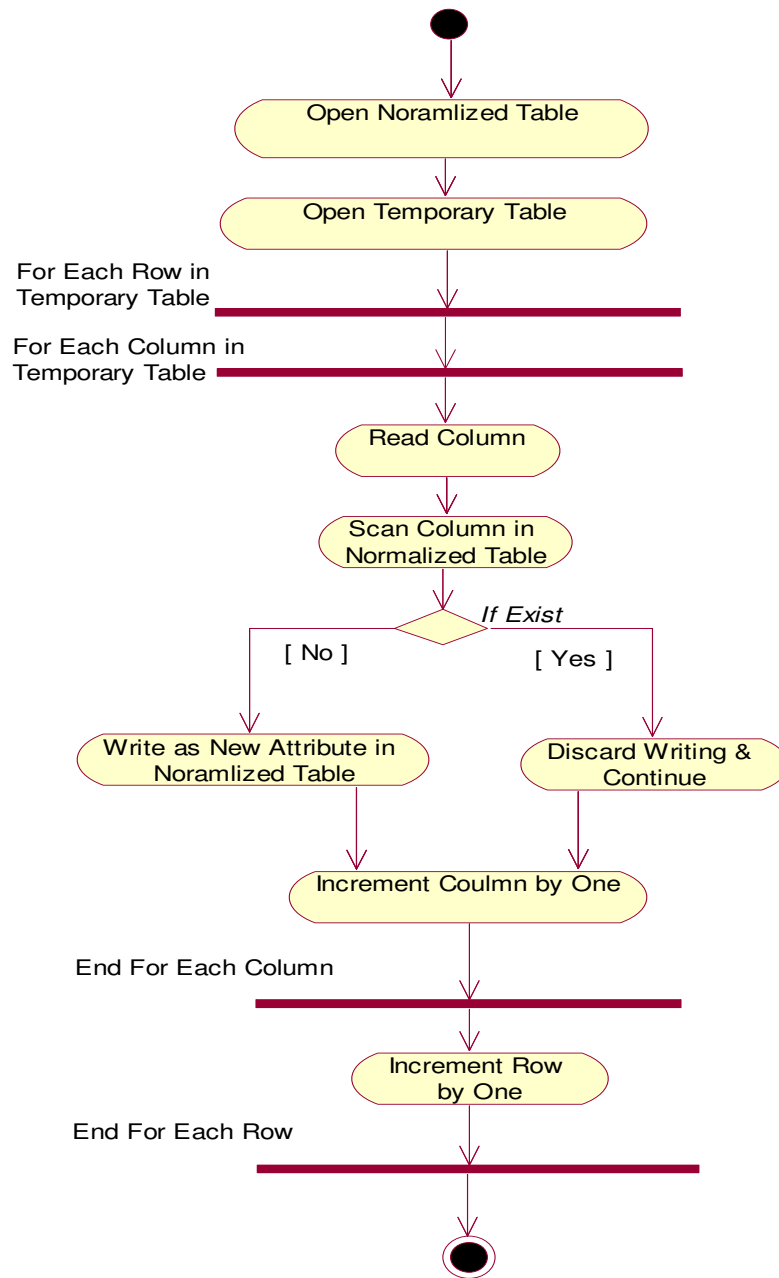 Open Noramlized Table
Open Temporary Table
For Each Row in
Temporary Table
For Each Column in
Temporary Table
Read Column
Scan Column in
Normalized Table
If Exist
[ No ]
[ Yes ]
Write as New Attribute in
Noramlized Table
Discard Writing &
Continue
Increment Coulmn by One
End For Each Column
Increment Row
by One
End For Each Row